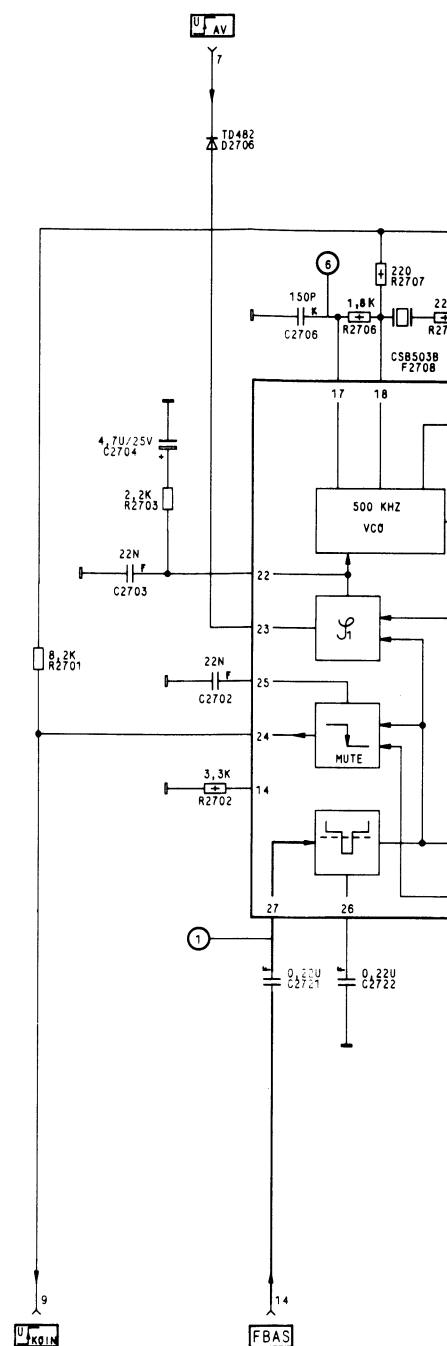 U AV
7
TD482
D2706
6
220
R2707
150P
K
C2706
1,8K
R2706
22
R27
CSB503B
F2708
17
18
4,7U/25V
C2704
+
2,2K
R2703
500 KHZ
VCO
22N
F
C2703
22
23
φ1
8,2K
R2701
22N
F
C2702
25
24
MUTE
3,3K
R2702
14
27
26
1
F
0,22U
C2721
F
0,22U
C2722
9
14
U KOIN
FBAS